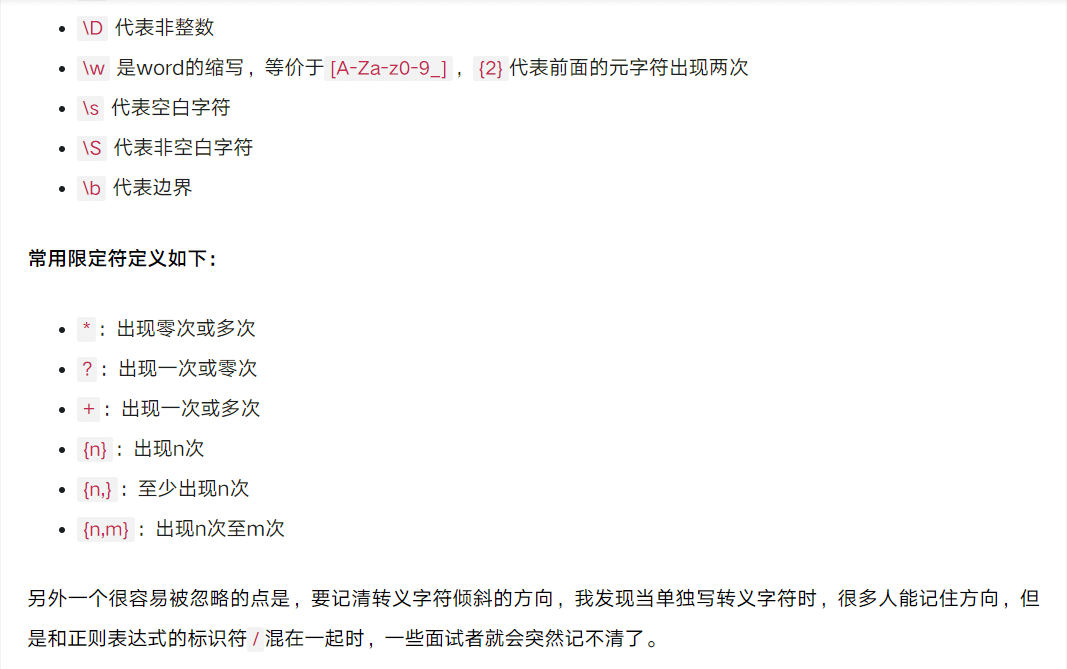 • \D 代表非整数
• \w 是word的缩写，等价于[A-Za-z0-9_]，{2}代表前面的元字符出现两次
• \s 代表空白字符
• \S 代表非空白字符
• \b 代表边界
常用限定符定义如下：
• *：出现零次或多次
• ?：出现一次或零次
• +：出现一次或多次
• {n}：出现n次
• {n,}：至少出现n次
• {n,m}：出现n次至m次
另外一个很容易被忽略的点是，要记清转义字符倾斜的方向，我发现当单独写转义字符时，很多人能记住方向，但
是和正则表达式的标识符/混在一起时，一些面试者就会突然记不清了。